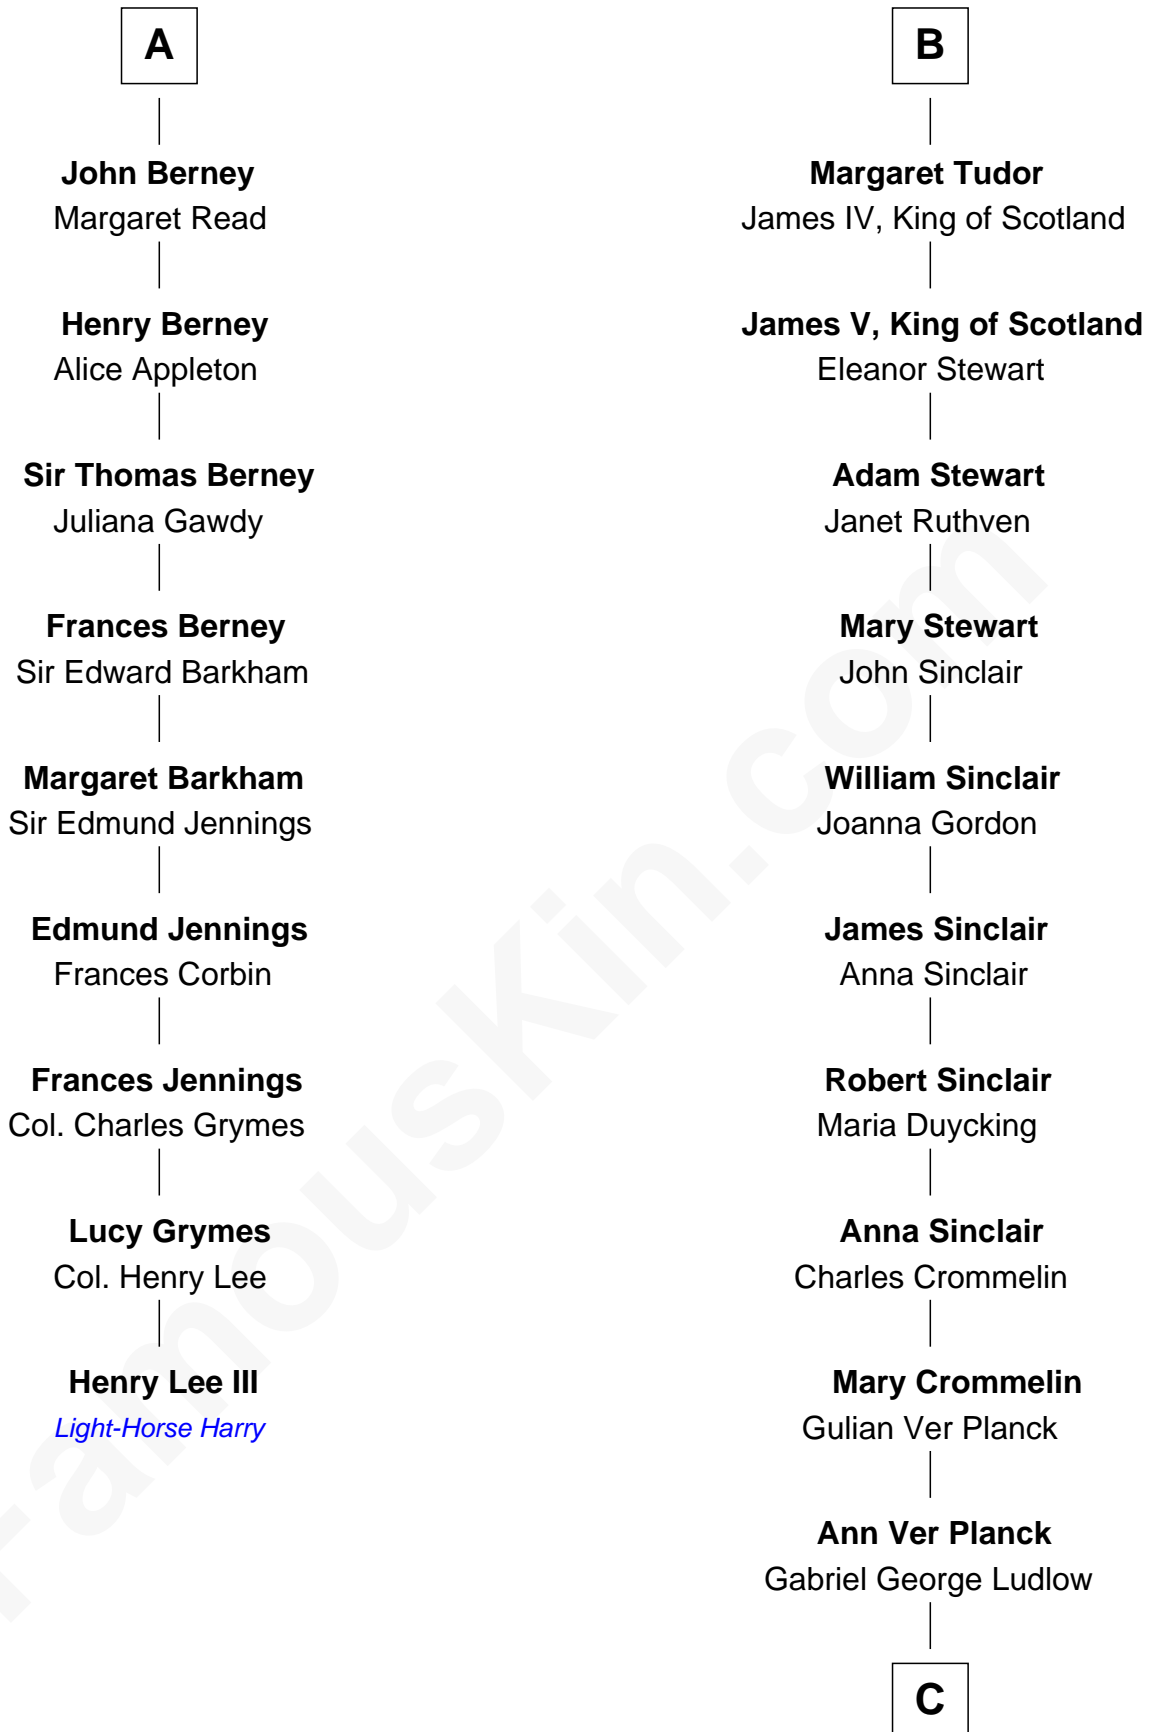 A
John Berney
Margaret Read
Henry Berney
Alice Appleton
Sir Thomas Berney
Juliana Gawdy
Frances Berney
Sir Edward Barkham
Margaret Barkham
Sir Edmund Jennings
Edmund Jennings
Frances Corbin
Frances Jennings
Col. Charles Grymes
Lucy Grymes
Col. Henry Lee
Henry Lee III
Light-Horse Harry
B
Margaret Tudor
James IV, King of Scotland
James V, King of Scotland
Eleanor Stewart
Adam Stewart
Janet Ruthven
Mary Stewart
John Sinclair
William Sinclair
Joanna Gordon
James Sinclair
Anna Sinclair
Robert Sinclair
Maria Duycking
Anna Sinclair
Charles Crommelin
Mary Crommelin
Gulian Ver Planck
Ann Ver Planck
Gabriel George Ludlow
C
FamousKin.com